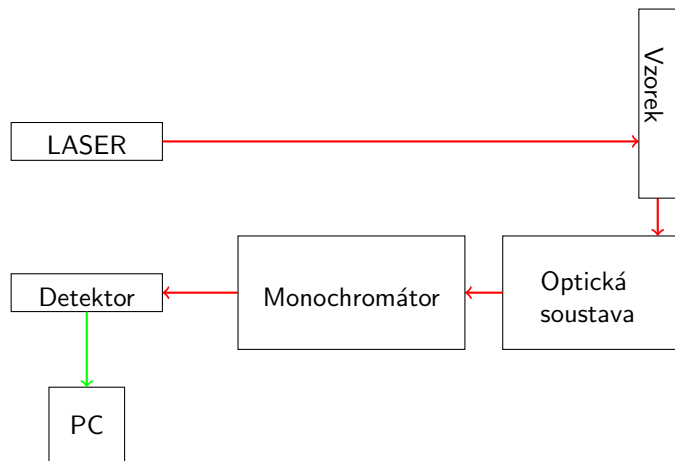 Vzorek
LASER
Optická
soustava
Monochromátor
Detektor
PC